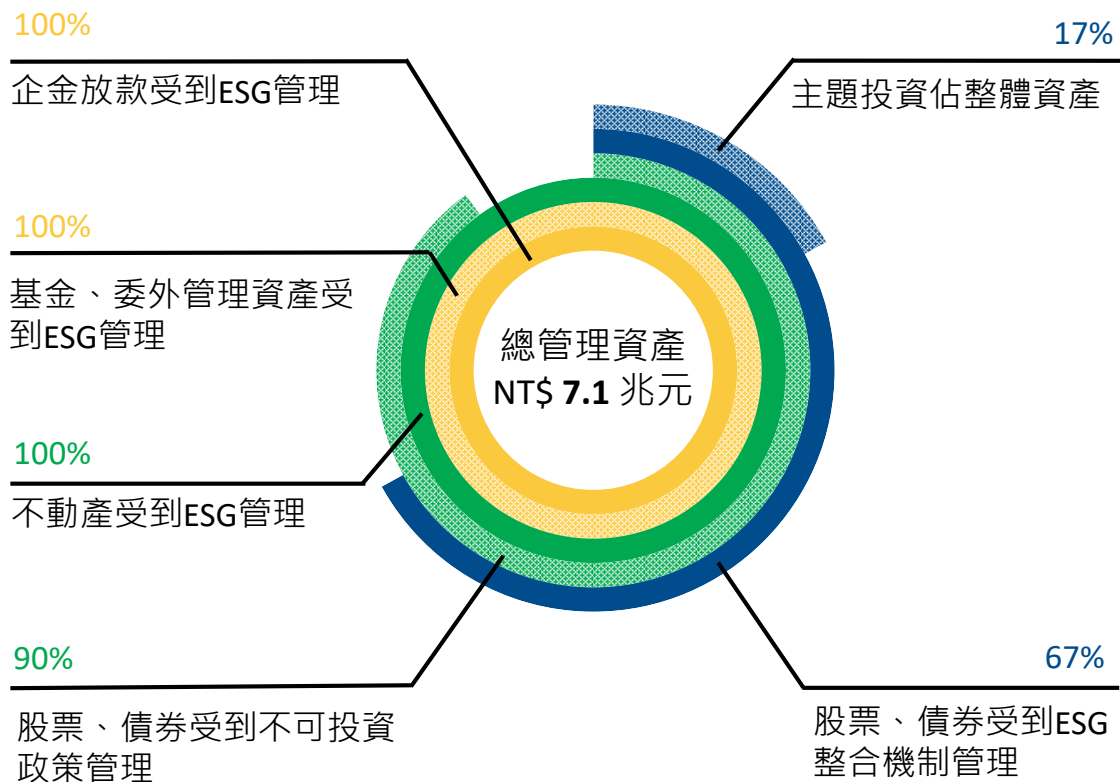 100%
企金放款受到ESG管理
100%
基金、委外管理資產受
到ESG管理
100%
不動產受到ESG管理
90%
股票、債券受到不可投資
政策管理
總管理資產
NT$ 7.1 兆元
17%
主題投資佔整體資產
67%
股票、債券受到ESG
整合機制管理